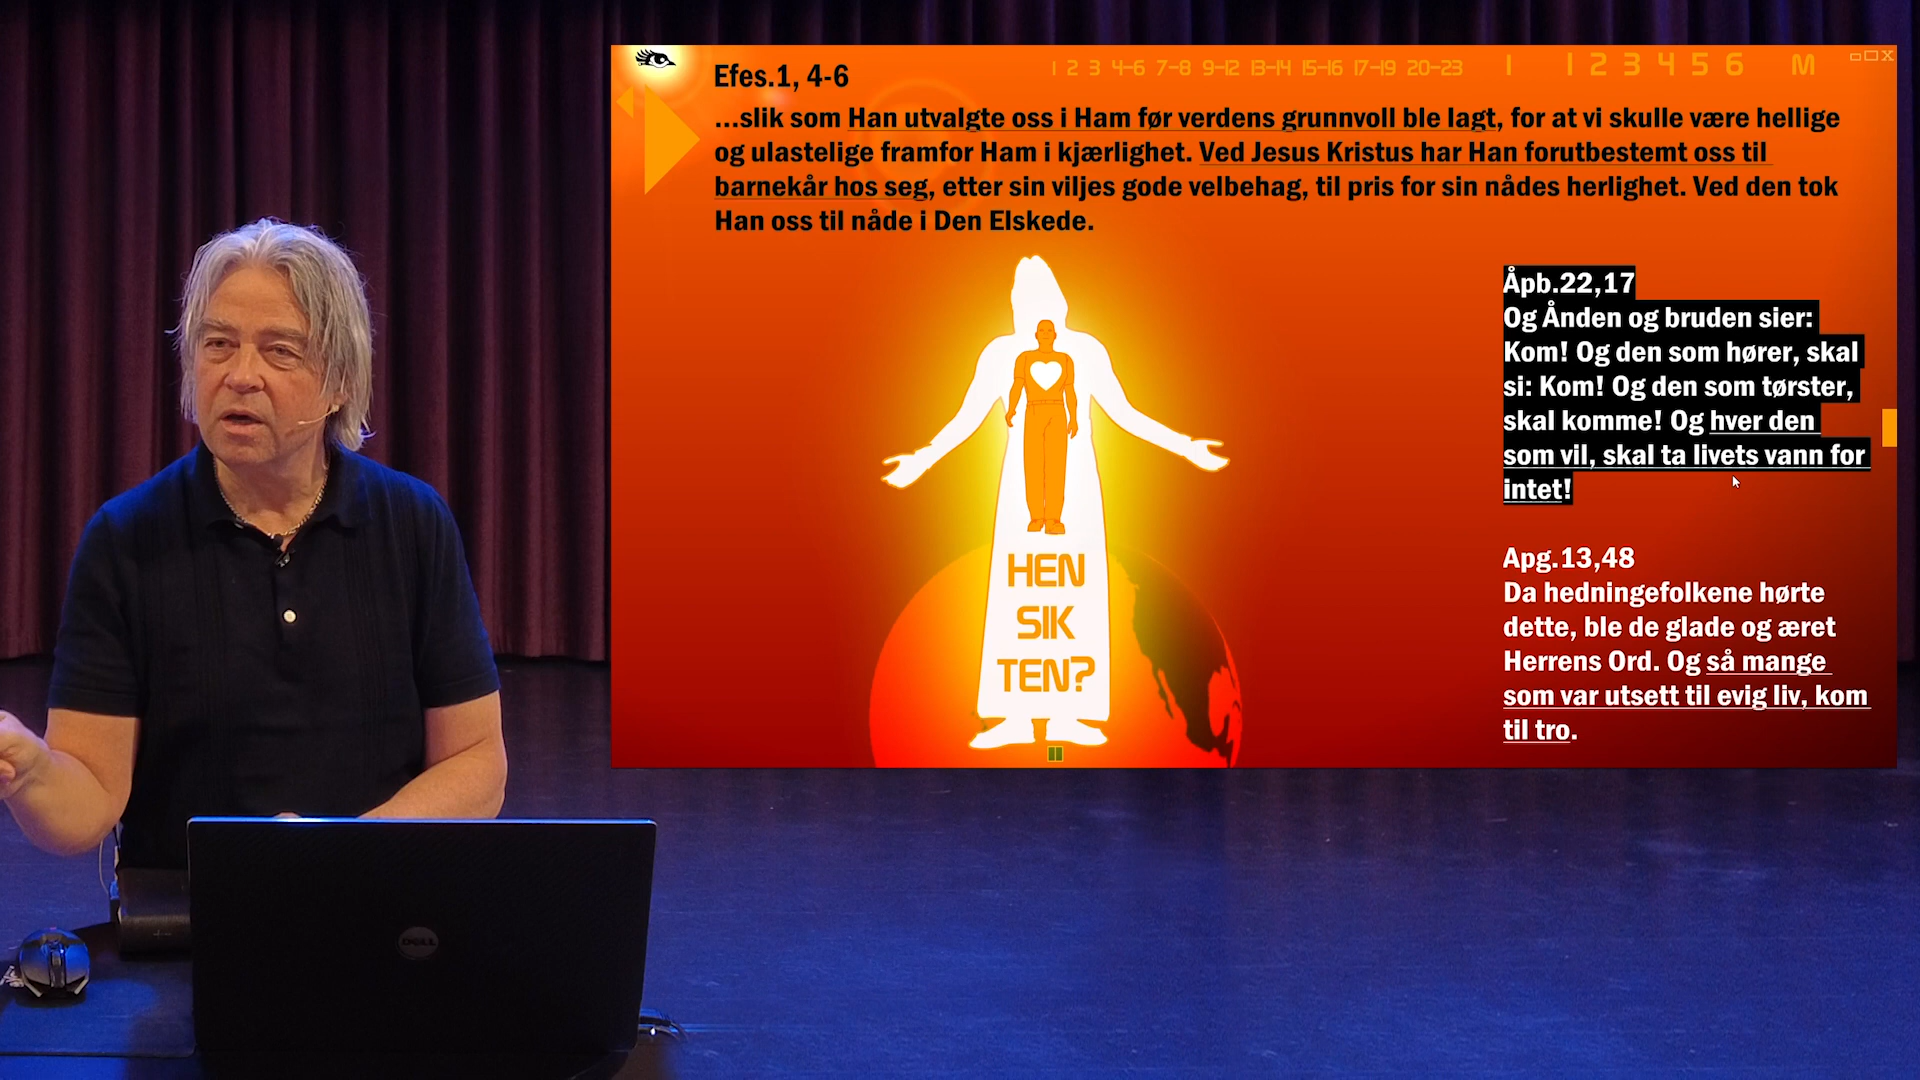 Efes.1, 4-6
1 2 3 4-6 7-8 9-12 13-14 15-16 17-19 20-23 1 1 2 3 4 5 6 M X
...slik som Han utvalgte oss i Ham før verdens grunnvoll ble lagt, for at vi skulle være hellige
og ulastelige framfor Ham i kjærlighet. Ved Jesus Kristus har Han forutbestemt oss til
barnekår hos seg, etter sin viljes gode velbehag, til pris for sin nådes herlighet. Ved den tok
Han oss til nåde i Den Elskede.
HEN
SIK
TEN?
Åpb.22,17
Og Ånden og bruden sier:
Kom! Og den som hører, skal
si: Kom! Og den som tørster,
skal komme! Og hver den
som vil, skal ta livets vann for
intet!
Apg.13,48
Da hedningefolkene hørte
dette, ble de glade og æret
Herrens Ord. Og så mange
som var utsett til evig liv, kom
til tro.
DELL